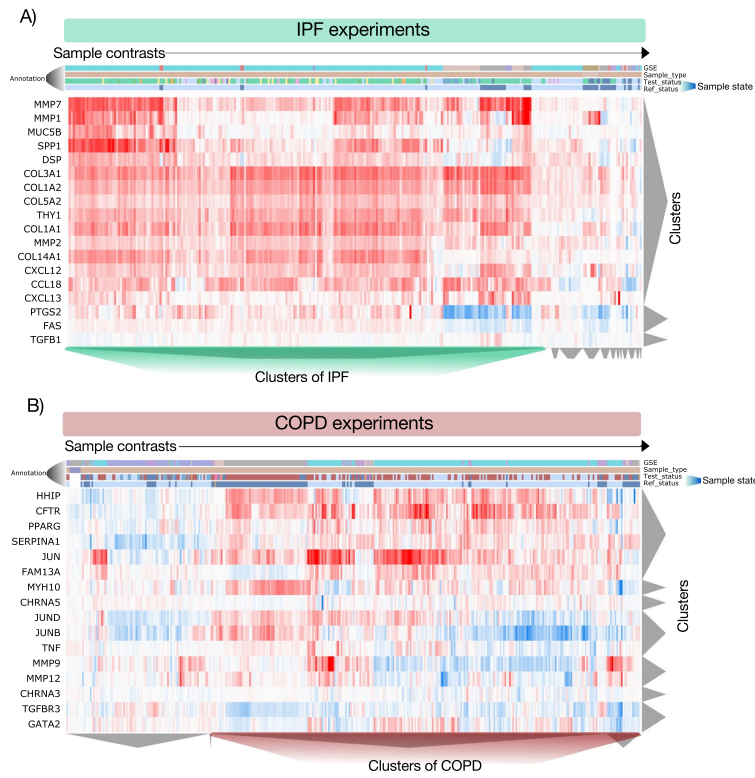 A)
IPF experiments
Sample contrasts
Annotation
GSE
Sample_type
Test_status
Ref_status
Sample state
MMP7
MMP1
MUC5B
SPP1
DSP
COL3A1
COL1A2
COL5A2
THY1
COL1A1
MMP2
COL14A1
CXCL12
CCL18
CXCL13
PTGS2
FAS
TGFB1
Clusters
Clusters of IPF
B)
COPD experiments
Sample contrasts
Annotation
GSE
Sample_type
Test_status
Ref_status
Sample state
HHIP
CFTR
PPARG
SERPINA1
JUN
FAM13A
MYH10
CHRNA5
JUND
JUNB
TNF
MMP9
MMP12
CHRNA3
TGFBR3
GATA2
Clusters
Clusters of COPD